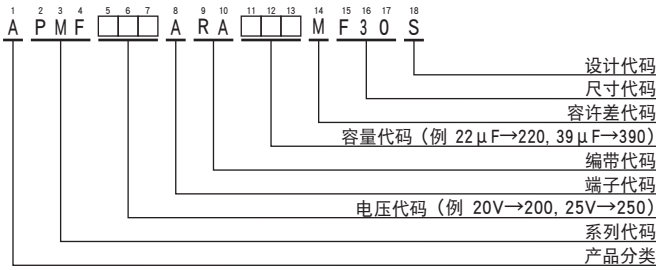 1 2 3 4 5 6 7 8 9 10 11 12 13 14 15 16 17 18
A PMF □□□ A RA □□□ M F30 S
设计代码
尺寸代码
容许差代码
容量代码（例 22μF→220, 39μF→390）
编带代码
端子代码
电压代码（例 20V→200, 25V→250）
系列代码
产品分类